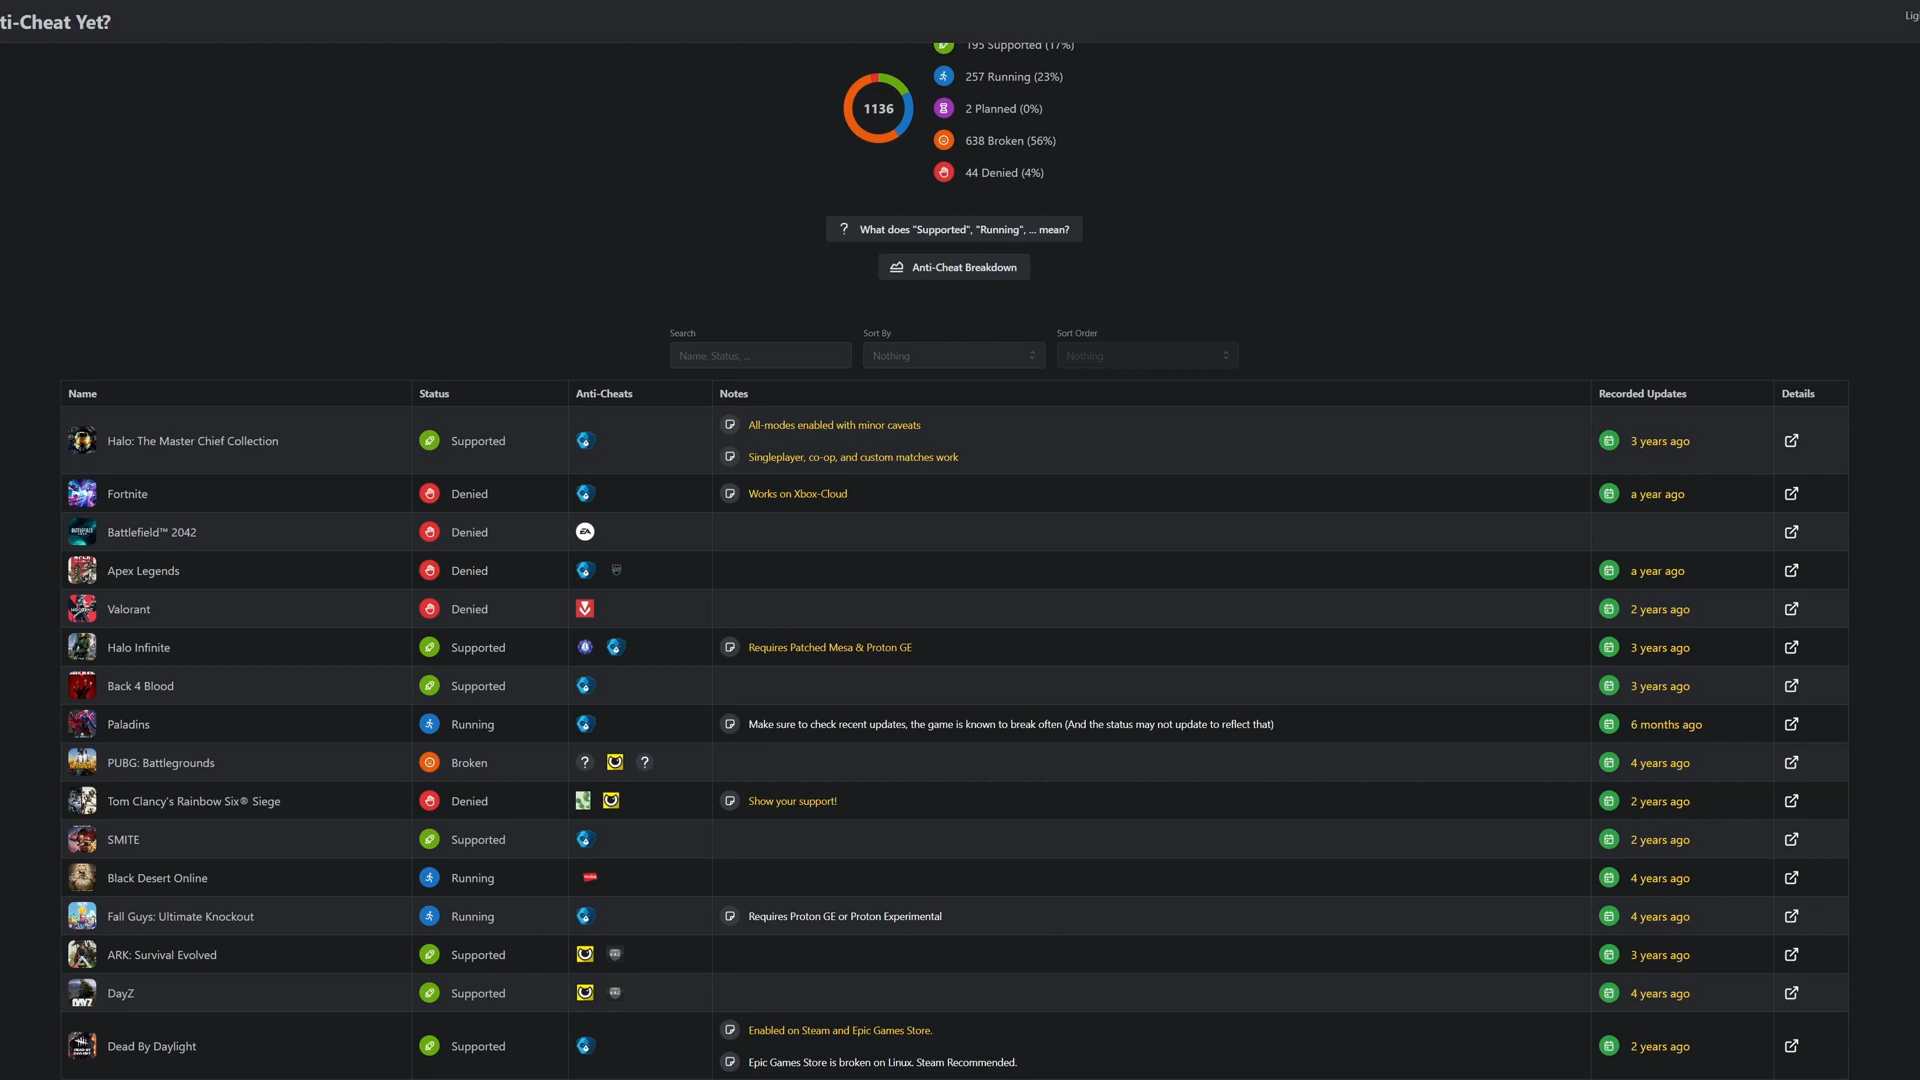 ti-Cheat Yet?
Lig
195 Supported (17%)
257 Running (23%)
1136
2 Planned (0%)
638 Broken (56%)
44 Denied (4%)
? What does "Supported", "Running", ... mean?
Anti-Cheat Breakdown
Search Sort By Sort Order
Name, Status, ... Nothing Nothing
Name Status Anti-Cheats Notes Recorded Updates Details
All-modes enabled with minor caveats
Halo: The Master Chief Collection Supported 3 years ago
Singleplayer, co-op, and custom matches work
Fortnite Denied Works on Xbox-Cloud a year ago
Battlefield™ 2042 Denied EA
Apex Legends Denied a year ago
Valorant Denied 2 years ago
Halo Infinite Supported Requires Patched Mesa & Proton GE 3 years ago
Back 4 Blood Supported 3 years ago
Paladins Running Make sure to check recent updates, the game is known to break often (And the status may not update to reflect that) 6 months ago
PUBG: Battlegrounds Broken ? ? 4 years ago
Tom Clancy's Rainbow Six® Siege Denied Show your support! 2 years ago
SMITE Supported 2 years ago
Black Desert Online Running 4 years ago
Fall Guys: Ultimate Knockout Running Requires Proton GE or Proton Experimental 4 years ago
ARK: Survival Evolved Supported VAC 3 years ago
DayZ Supported VAC 4 years ago
Enabled on Steam and Epic Games Store.
Dead By Daylight Supported 2 years ago
Epic Games Store is broken on Linux. Steam Recommended.